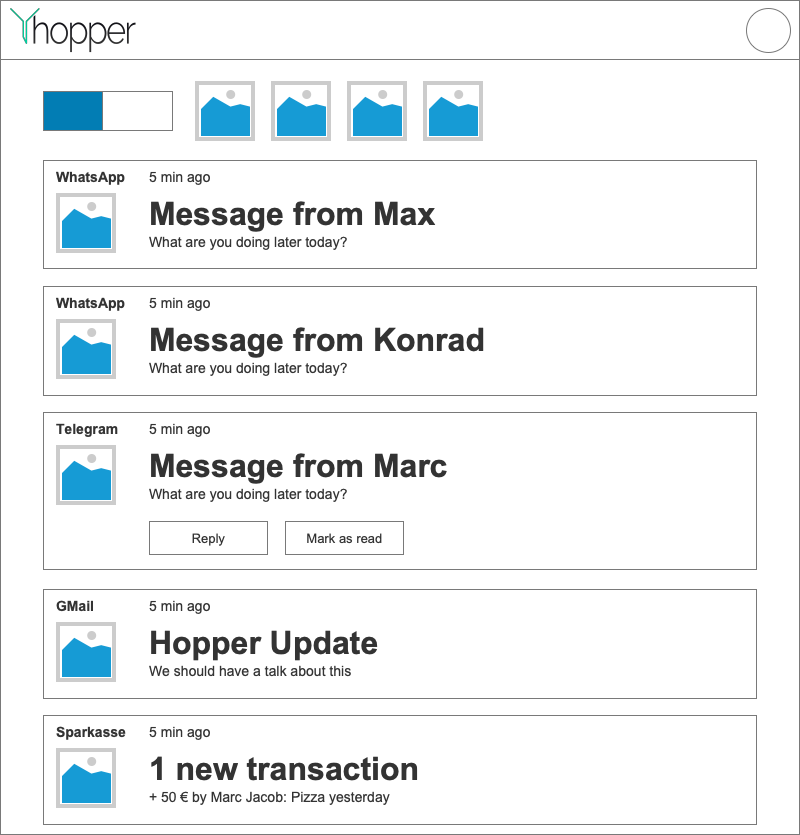 hopper
WhatsApp 5 min ago
Message from Max
What are you doing later today?
WhatsApp 5 min ago
Message from Konrad
What are you doing later today?
Telegram 5 min ago
Message from Marc
What are you doing later today?
Reply Mark as read
GMail 5 min ago
Hopper Update
We should have a talk about this
Sparkasse 5 min ago
1 new transaction
+ 50 € by Marc Jacob: Pizza yesterday